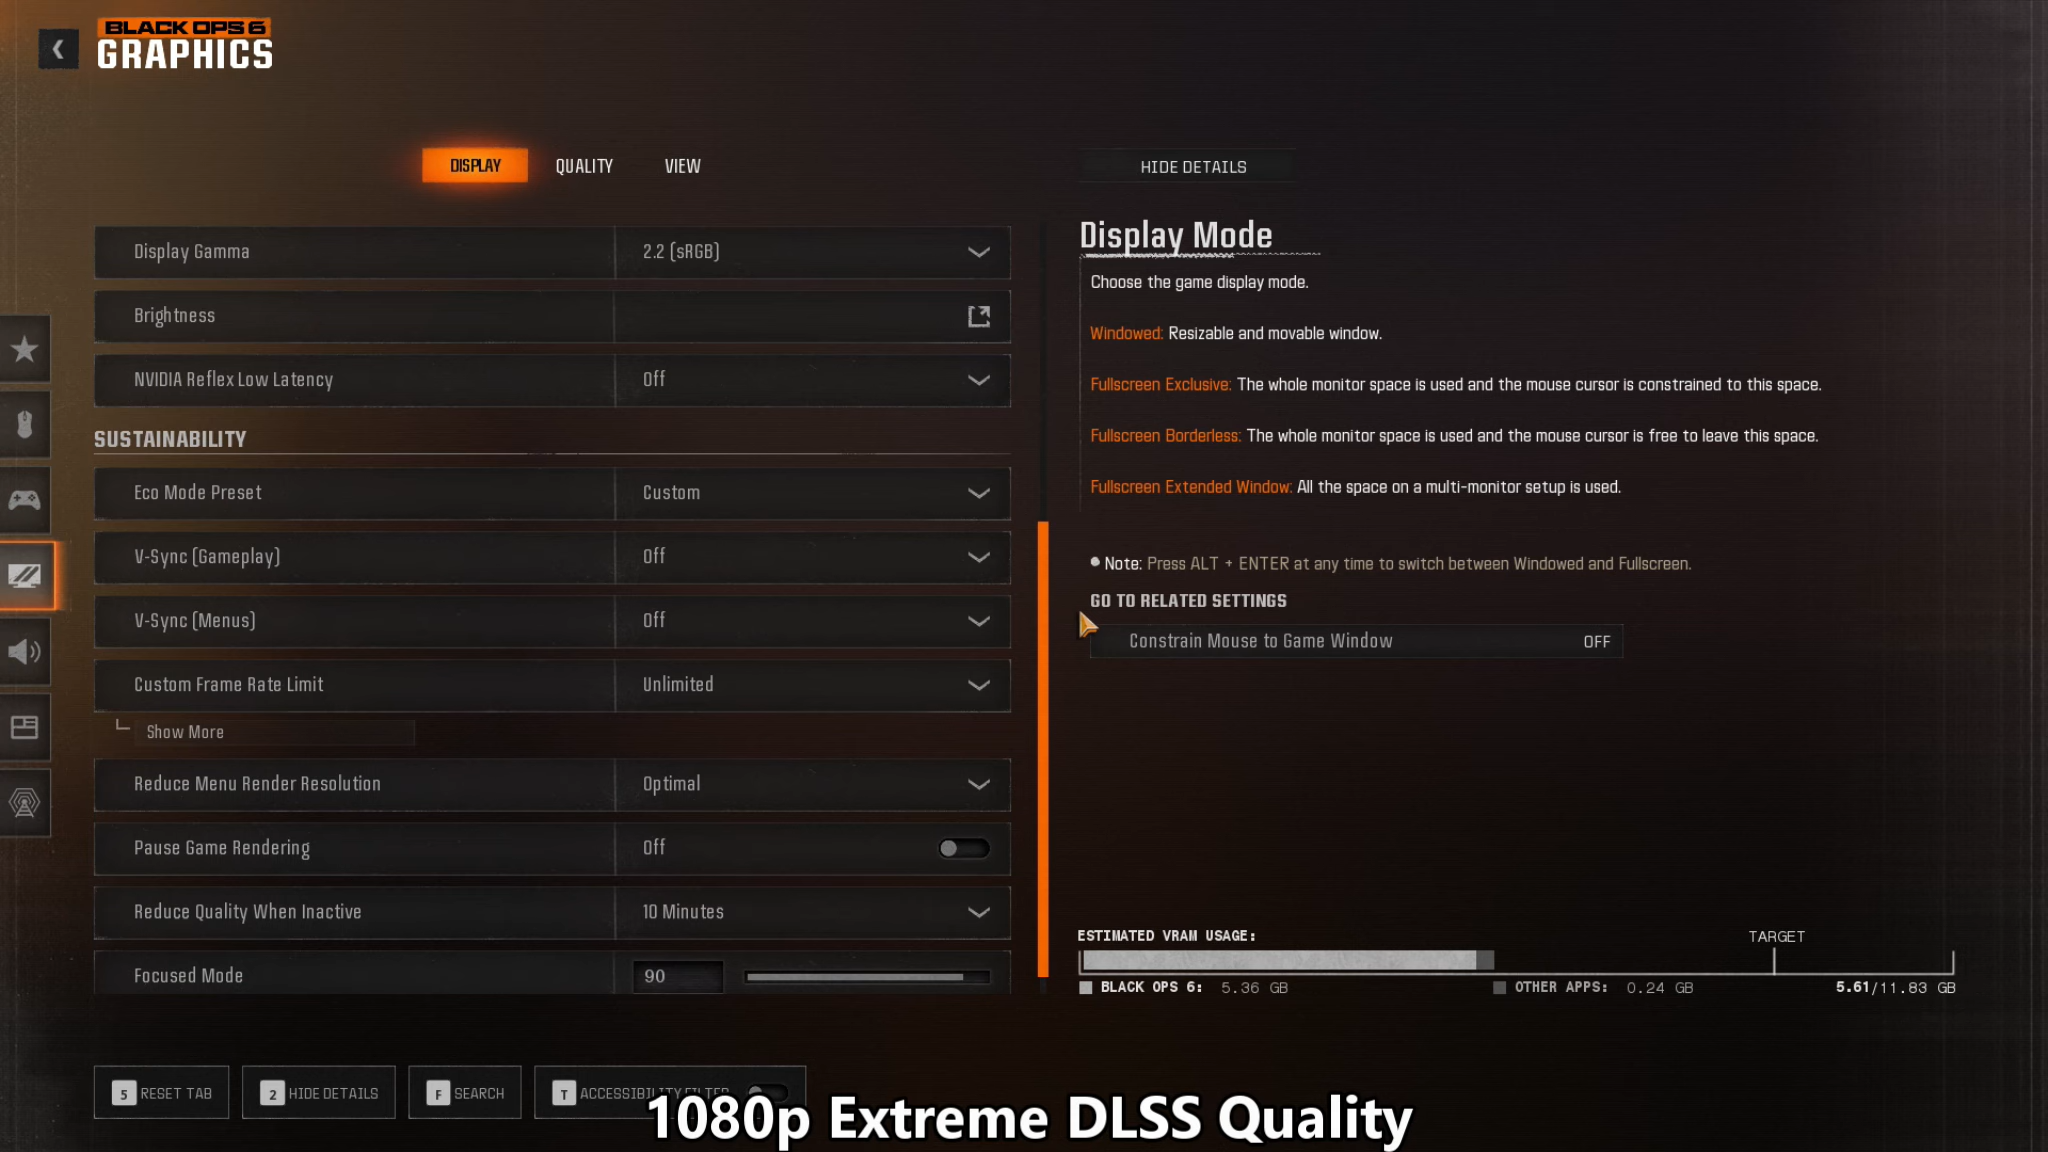 BLACK OPS 6
GRAPHICS
DISPLAY
QUALITY
VIEW
HIDE DETAILS
Display Gamma
2.2 (sRGB)
Brightness
NVIDIA Reflex Low Latency
Off
SUSTAINABILITY
Eco Mode Preset
Custom
V-Sync (Gameplay)
Off
V-Sync (Menus)
Off
Custom Frame Rate Limit
Unlimited
Show More
Reduce Menu Render Resolution
Optimal
Pause Game Rendering
Off
Reduce Quality When Inactive
10 Minutes
Focused Mode
90
Display Mode
Choose the game display mode.
Windowed: Resizable and movable window.
Fullscreen Exclusive: The whole monitor space is used and the mouse cursor is constrained to this space.
Fullscreen Borderless: The whole monitor space is used and the mouse cursor is free to leave this space.
Fullscreen Extended Window: All the space on a multi-monitor setup is used.
Note: Press ALT + ENTER at any time to switch between Windowed and Fullscreen.
GO TO RELATED SETTINGS
Constrain Mouse to Game Window
OFF
ESTIMATED VRAM USAGE:
TARGET
BLACK OPS 6: 5.36 GB
OTHER APPS: 0.24 GB
5.61/11.83 GB
5 RESET TAB
2 HIDE DETAILS
F SEARCH
T ACCESSIBILITY FILTER
1080p Extreme DLSS Quality